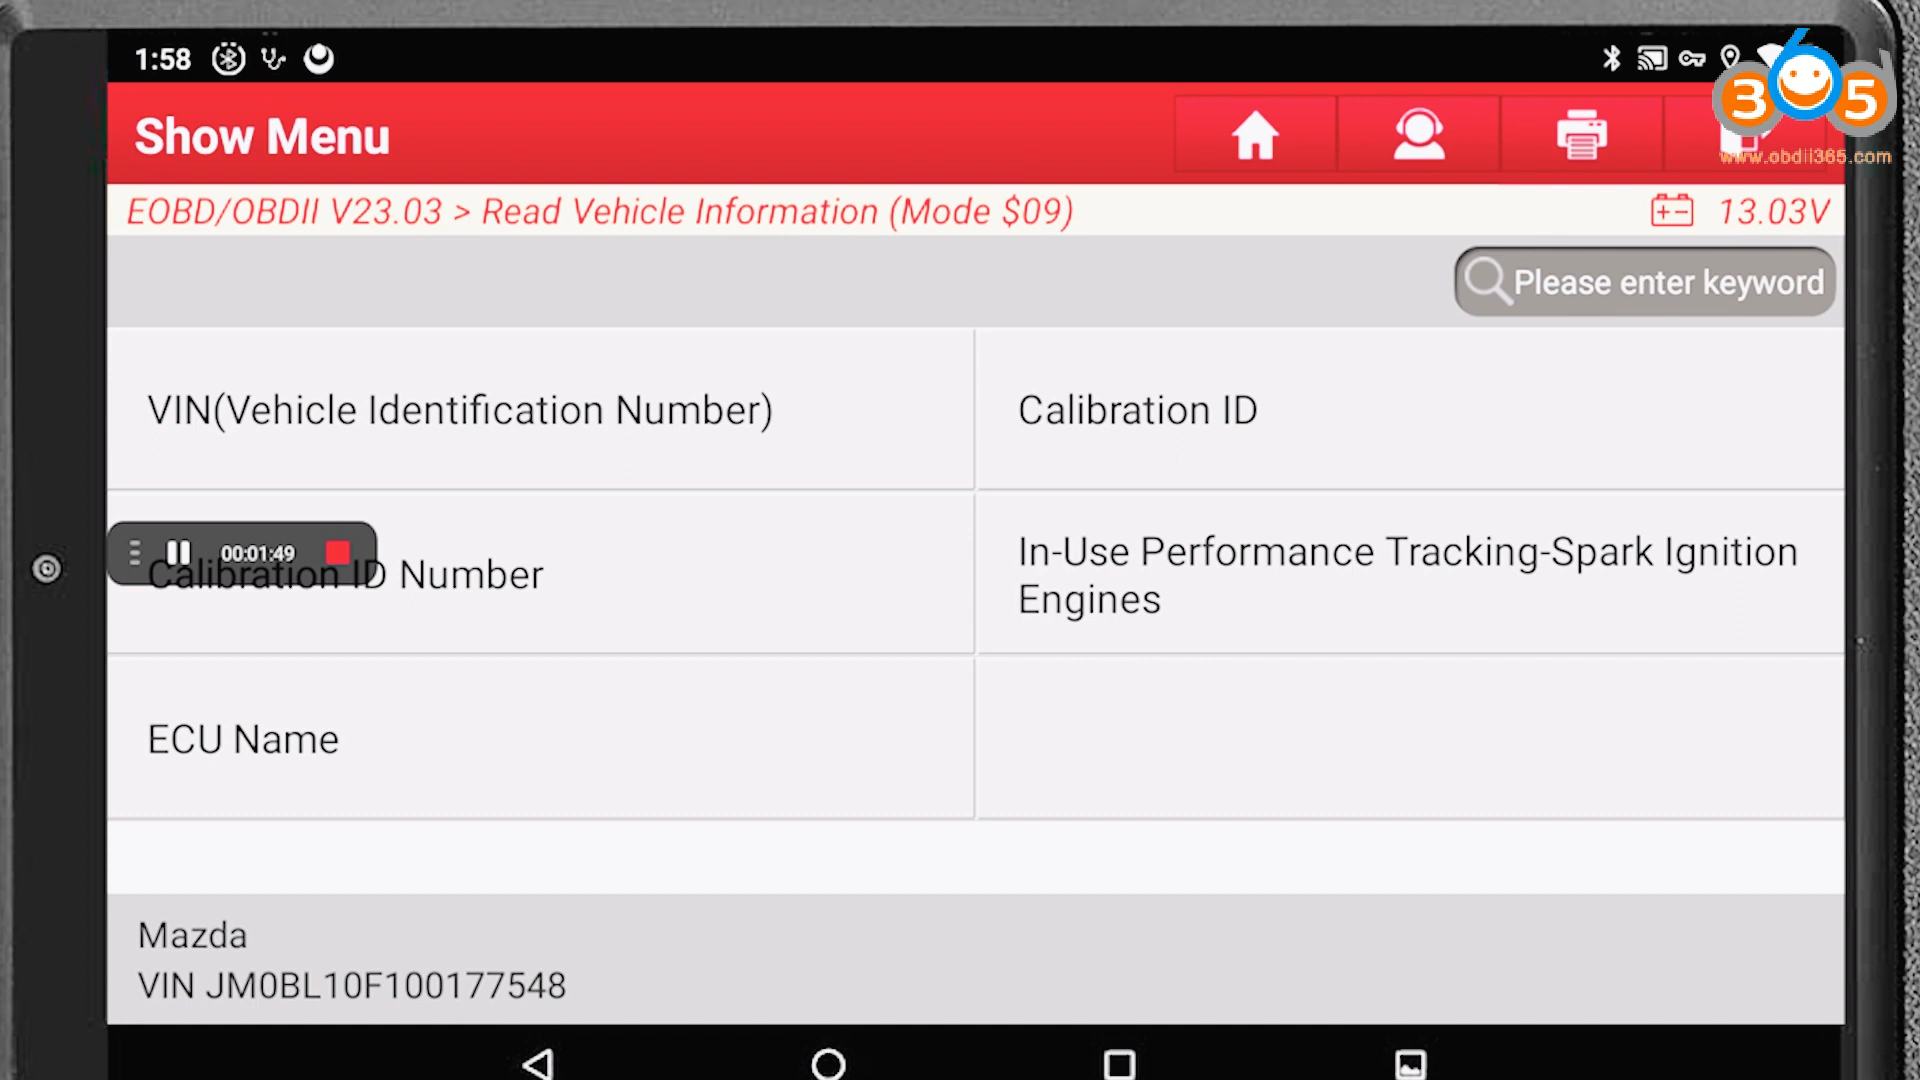 1:58
365
www.obdii365.com
Show Menu
EOBD/OBDII V23.03 > Read Vehicle Information (Mode $09)
13.03V
Please enter keyword
VIN(Vehicle Identification Number)
Calibration ID
00:01:49
Calibration ID Number
In-Use Performance Tracking-Spark Ignition
Engines
ECU Name
Mazda
VIN JM0BL10F100177548